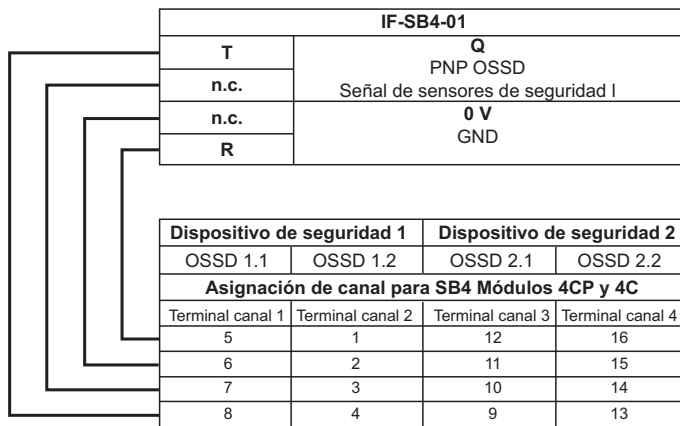 IF-SB4-01
T
Q
PNP OSSD
Señal de sensores de seguridad I
n.c.
n.c.
0 V
GND
R
Dispositivo de seguridad 1 Dispositivo de seguridad 2
OSSD 1.1 OSSD 1.2 OSSD 2.1 OSSD 2.2
Asignación de canal para SB4 Módulos 4CP y 4C
Terminal canal 1 Terminal canal 2 Terminal canal 3 Terminal canal 4
5 1 12 16
6 2 11 15
7 3 10 14
8 4 9 13